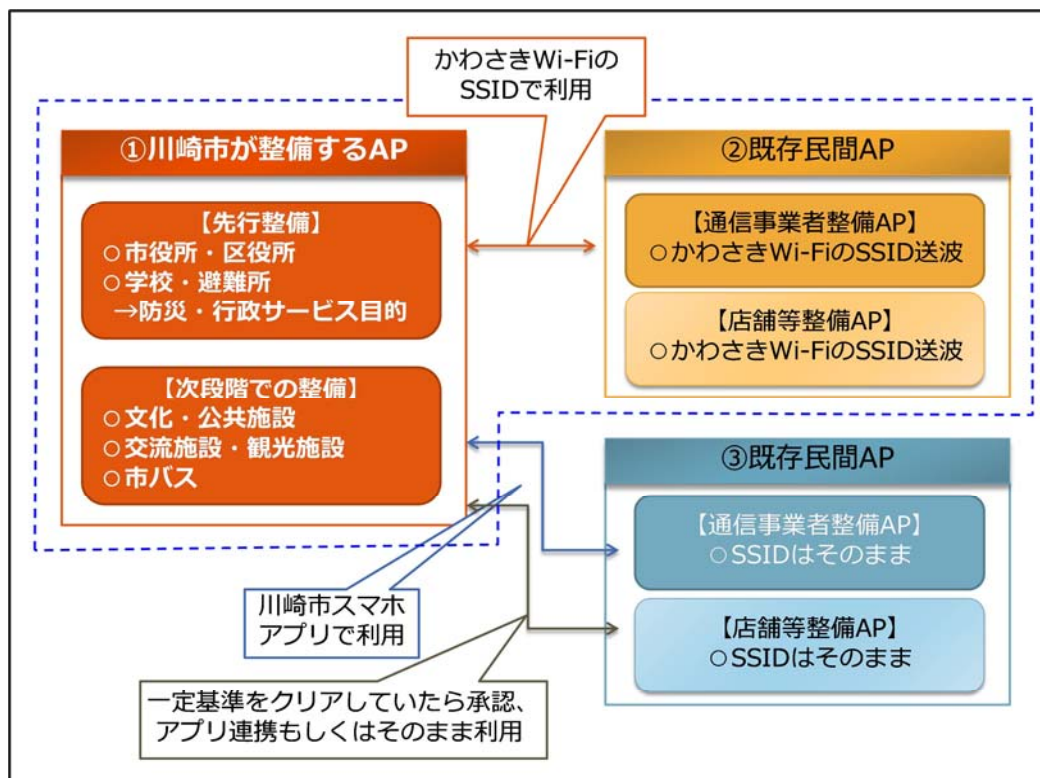 かわさきWi-Fiの
SSIDで利用
①川崎市が整備するAP
【先行整備】
○市役所・区役所
○学校・避難所
→防災・行政サービス目的
【次段階での整備】
○文化・公共施設
○交流施設・観光施設
○市バス
②既存民間AP
【通信事業者整備AP】
○かわさきWi-FiのSSID送波
【店舗等整備AP】
○かわさきWi-FiのSSID送波
③既存民間AP
【通信事業者整備AP】
○SSIDはそのまま
【店舗等整備AP】
○SSIDはそのまま
川崎市スマホ
アプリで利用
一定基準をクリアしていたら承認、
アプリ連携もしくはそのまま利用